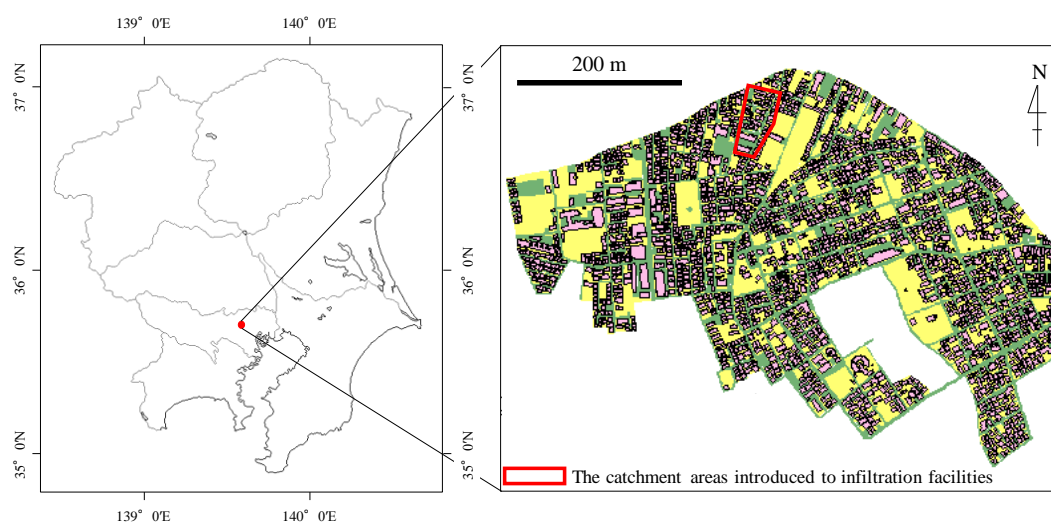 139° 0′E 140° 0′E
37° 0′N
36° 0′N
35° 0′N
37° 0′N
36° 0′N
35° 0′N
139° 0′E 140° 0′E
200 m
N
The catchment areas introduced to infiltration facilities